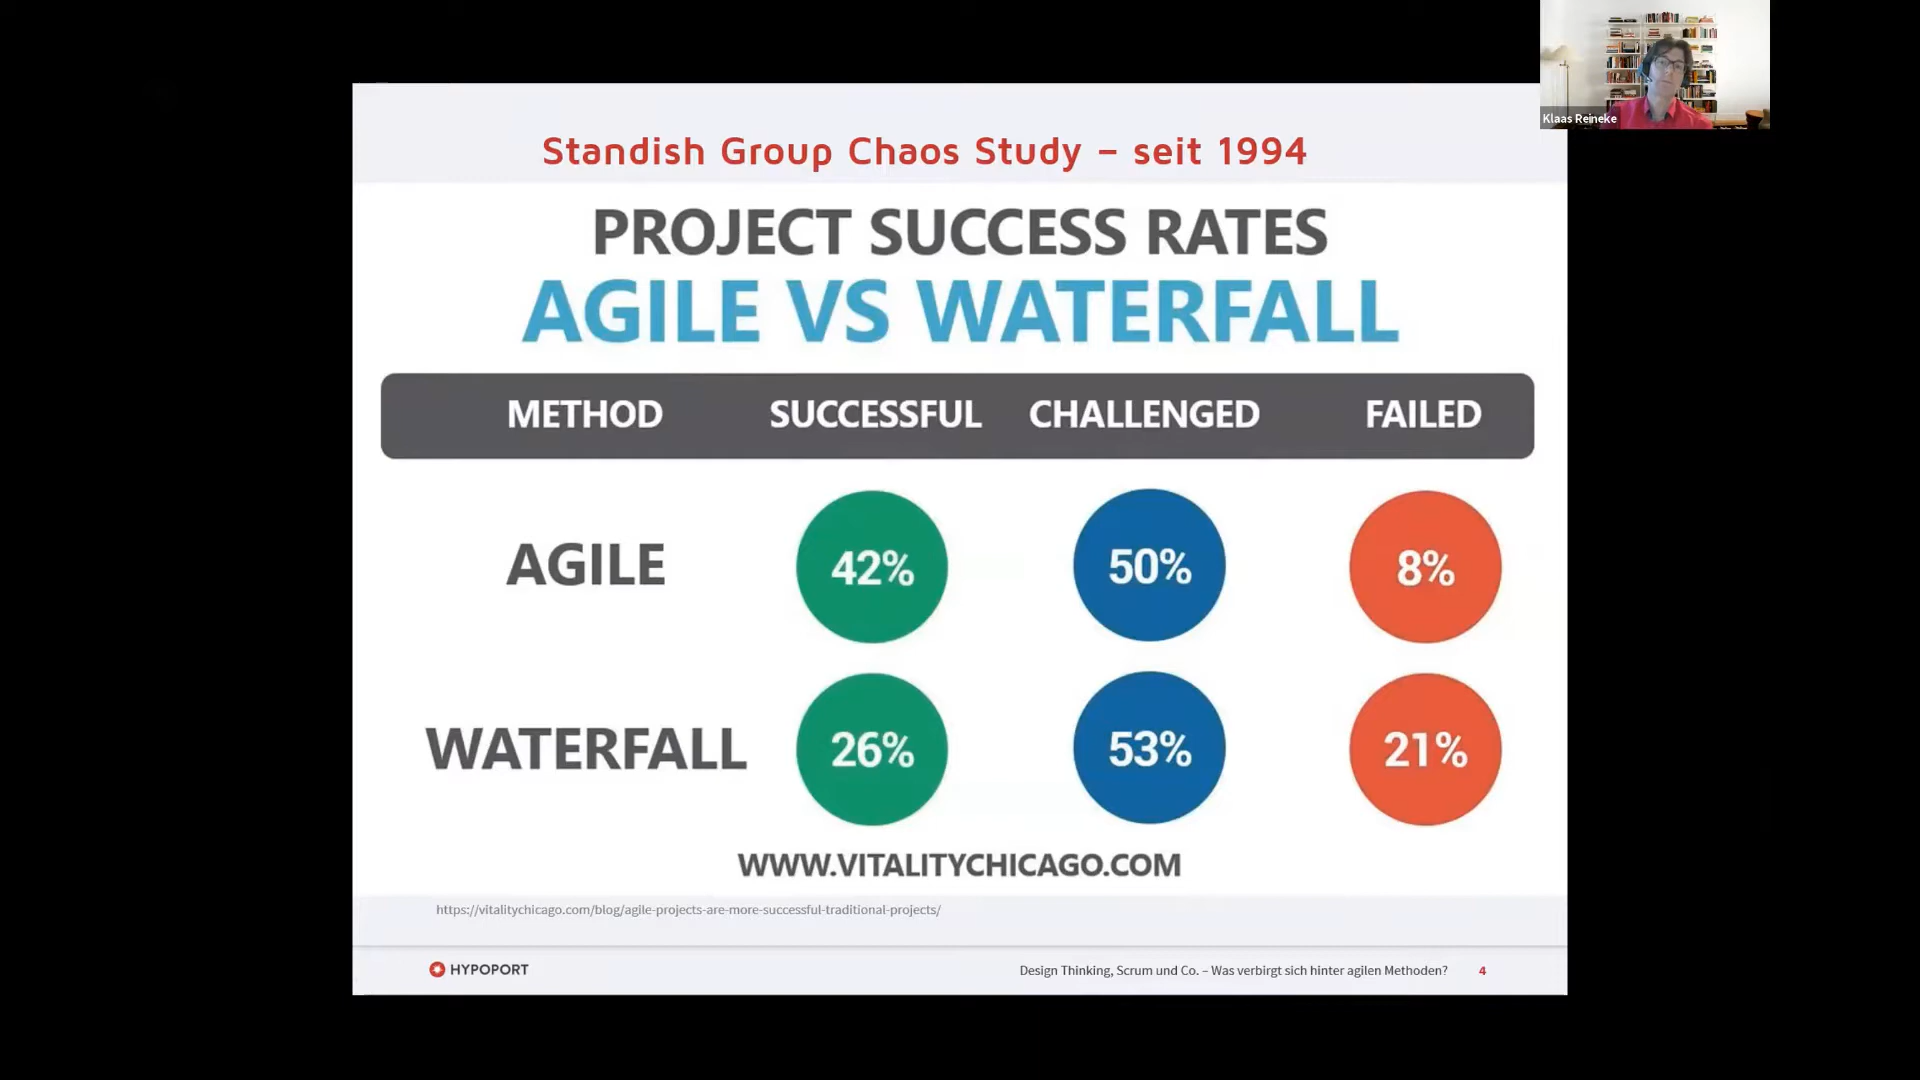 Klaas Reineke
Standish Group Chaos Study – seit 1994
PROJECT SUCCESS RATES
AGILE VS WATERFALL
METHOD SUCCESSFUL CHALLENGED FAILED
AGILE 42% 50% 8%
WATERFALL 26% 53% 21%
WWW.VITALITYCHICAGO.COM
https://vitalitychicago.com/blog/agile-projects-are-more-successful-traditional-projects/
HYPOPORT Design Thinking, Scrum und Co. – Was verbirgt sich hinter agilen Methoden? 4